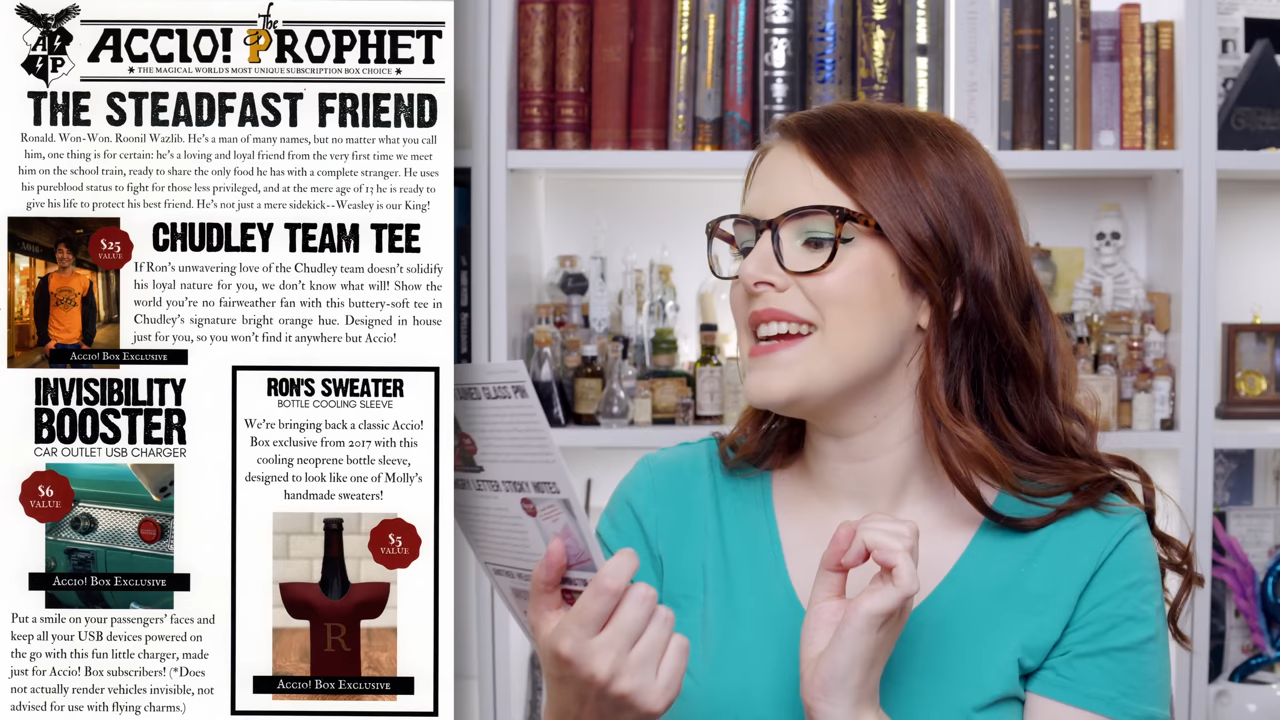 The
ACCIO! PROPHET
A
P
★ THE MAGICAL WORLD'S MOST UNIQUE SUBSCRIPTION BOX CHOICE ★
THE STEADFAST FRIEND
Ronald. Won-Won. Roonil Wazlib. He's a man of many names, but no matter what you call
him, one thing is for certain: he's a loving and loyal friend from the very first time we meet
him on the school train, ready to share the only food he has with a complete stranger. He uses
his pureblood status to fight for those less privileged, and at the mere age of 13 he is ready to
give his life to protect his best friend. He's not just a mere sidekick--Weasley is our King!
$25
VALUE
ACCIO! BOX EXCLUSIVE
CHUDLEY TEAM TEE
If Ron's unwavering love of the Chudley team doesn't solidify
his loyal nature for you, we don't know what will! Show the
world you're no fairweather fan with this buttery-soft tee in
Chudley's signature bright orange hue. Designed in house
just for you, so you won't find it anywhere but Accio!
INVISIBILITY
BOOSTER
CAR OUTLET USB CHARGER
$6
VALUE
ACCIO! BOX EXCLUSIVE
Put a smile on your passengers' faces and
keep all your USB devices powered on
the go with this fun little charger, made
just for Accio! Box subscribers! (*Does
not actually render vehicles invisible, not
advised for use with flying charms.)
RON'S SWEATER
BOTTLE COOLING SLEEVE
We're bringing back a classic Accio!
Box exclusive from 2017 with this
cooling neoprene bottle sleeve,
designed to look like one of Molly's
handmade sweaters!
$5
VALUE
R
ACCIO! BOX EXCLUSIVE
GLASS PIN
LETTER STICKY NOTES